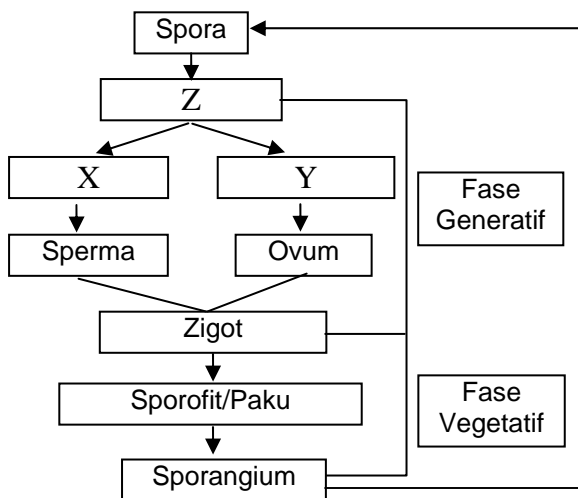 Spora
Z
X
Y
Fase
Generatif
Sperma
Ovum
Zigot
Sporofit/Paku
Fase
Vegetatif
Sporangium